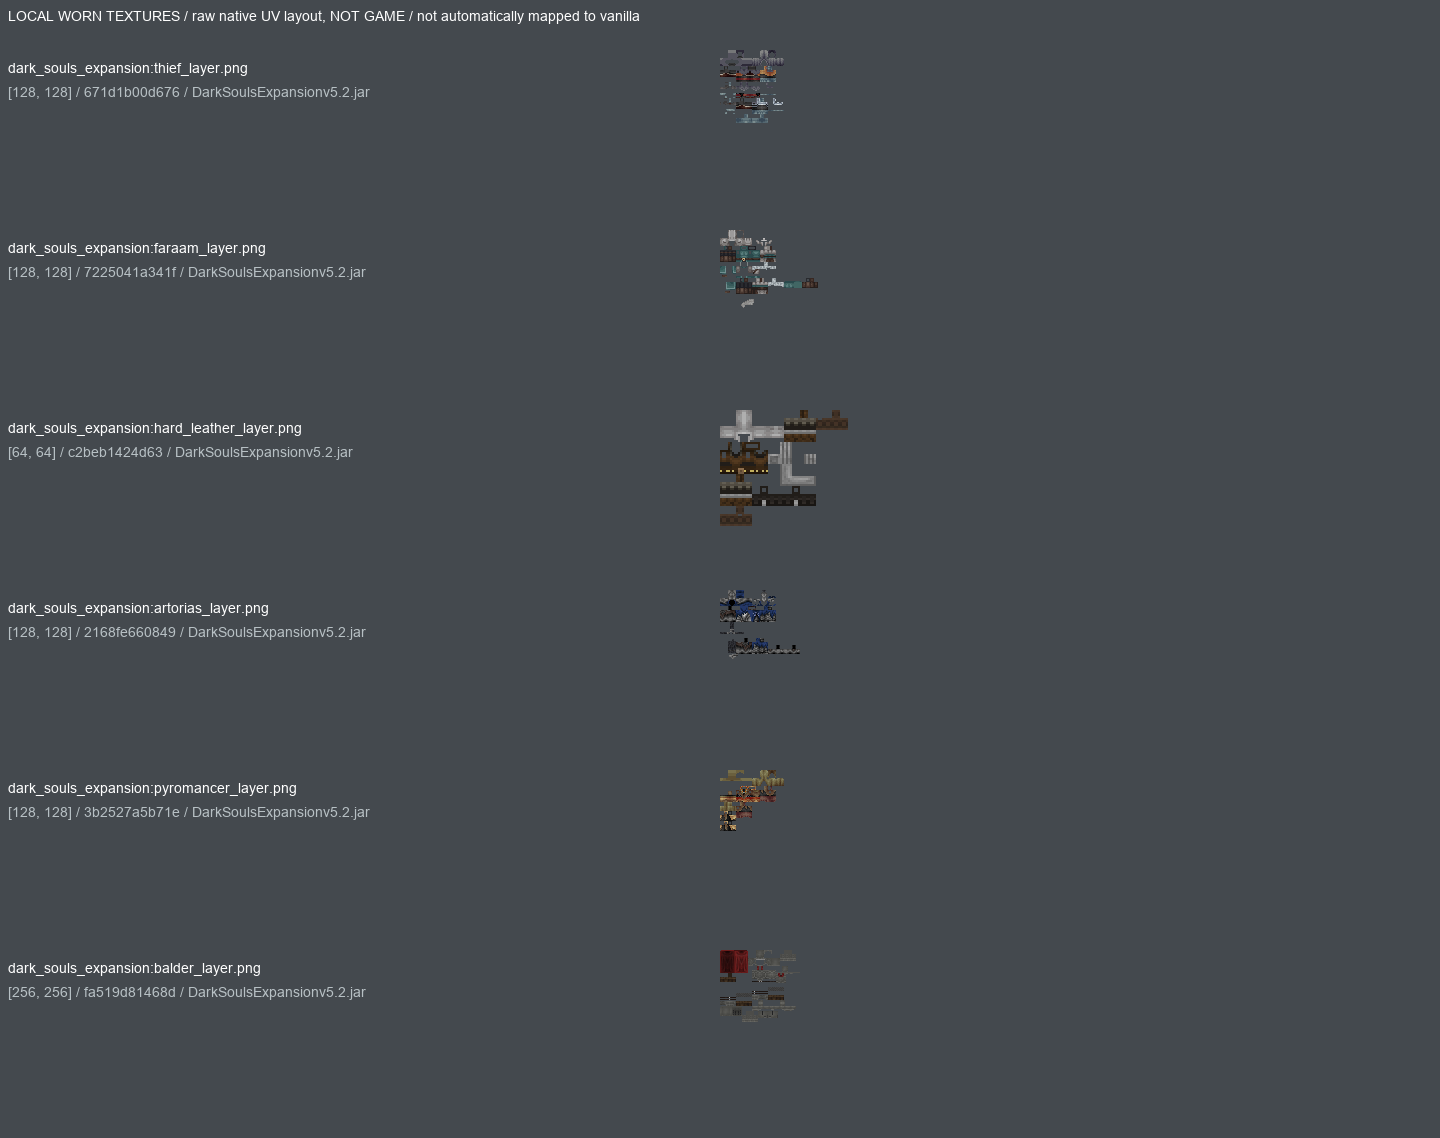 LOCAL WORN TEXTURES / raw native UV layout, NOT GAME / not automatically mapped to vanilla
dark_souls_expansion:thief_layer.png
[128, 128] / 671d1b00d676 / DarkSoulsExpansionv5.2.jar
dark_souls_expansion:faraam_layer.png
[128, 128] / 7225041a341f / DarkSoulsExpansionv5.2.jar
dark_souls_expansion:hard_leather_layer.png
[64, 64] / c2beb1424d63 / DarkSoulsExpansionv5.2.jar
dark_souls_expansion:artorias_layer.png
[128, 128] / 2168fe660849 / DarkSoulsExpansionv5.2.jar
dark_souls_expansion:pyromancer_layer.png
[128, 128] / 3b2527a5b71e / DarkSoulsExpansionv5.2.jar
dark_souls_expansion:balder_layer.png
[256, 256] / fa519d81468d / DarkSoulsExpansionv5.2.jar